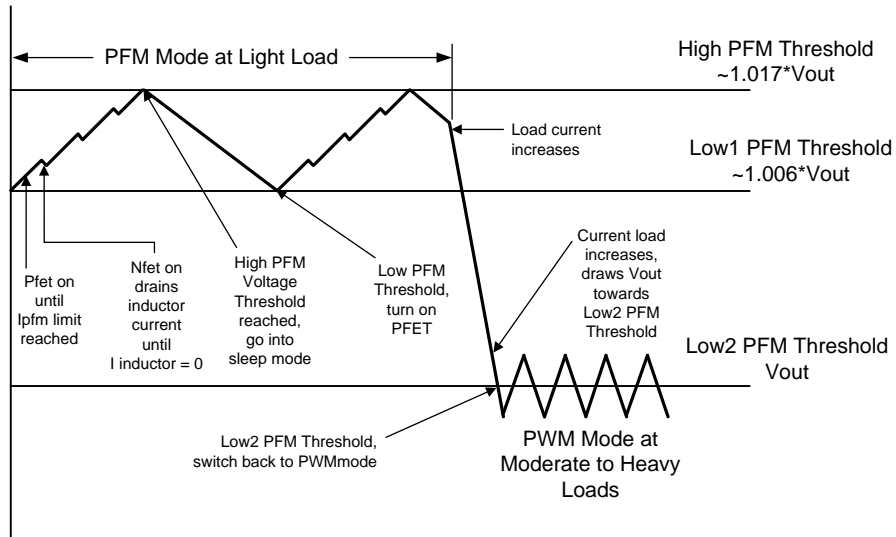 PFM Mode at Light Load
High PFM Threshold
~1.017*Vout
Load current
increases
Low1 PFM Threshold
~1.006*Vout
Pfet on
until
Ipfm limit
reached
Nfet on
drains
inductor
current
until
I inductor = 0
High PFM
Voltage
Threshold
reached,
go into
sleep mode
Low PFM
Threshold,
turn on
PFET
Current load
increases,
draws Vout
towards
Low2 PFM
Threshold
Low2 PFM Threshold
Vout
Low2 PFM Threshold,
switch back to PWMmode
PWM Mode at
Moderate to Heavy
Loads